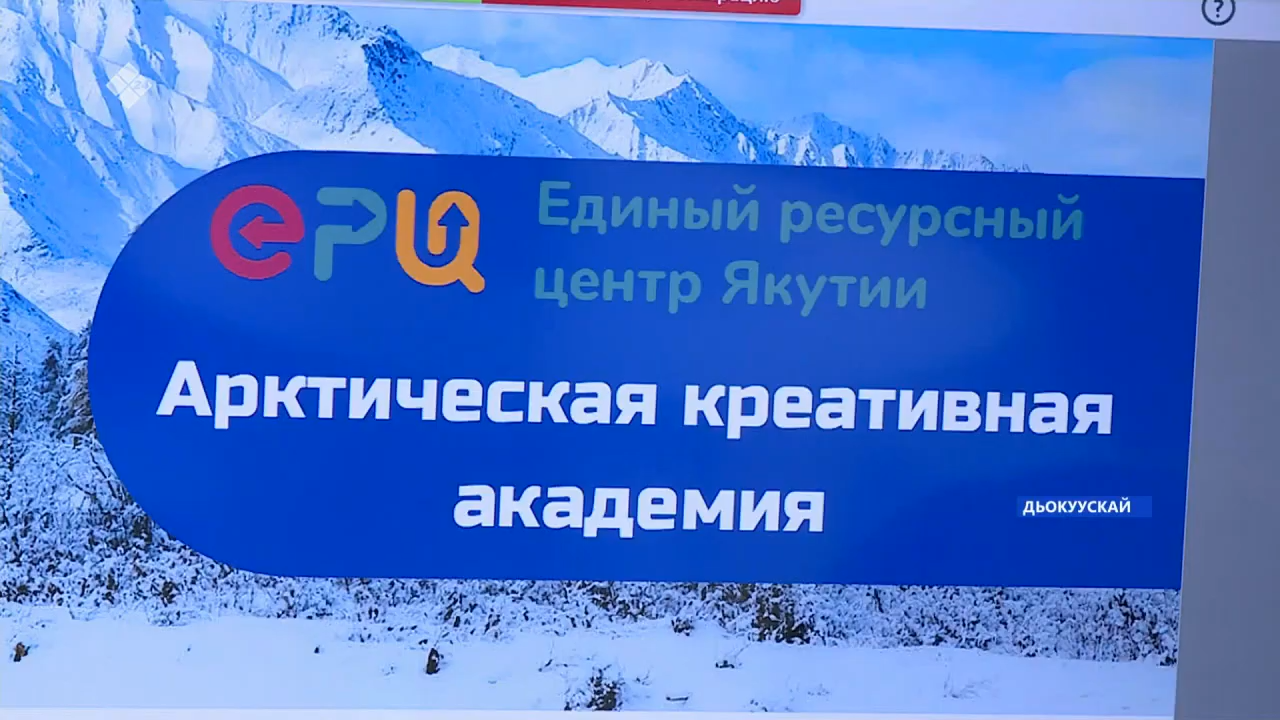 ?
ерц
Единый ресурсный
центр Якутии
Арктическая креативная
академия
ДЬОКУУСКАЙ